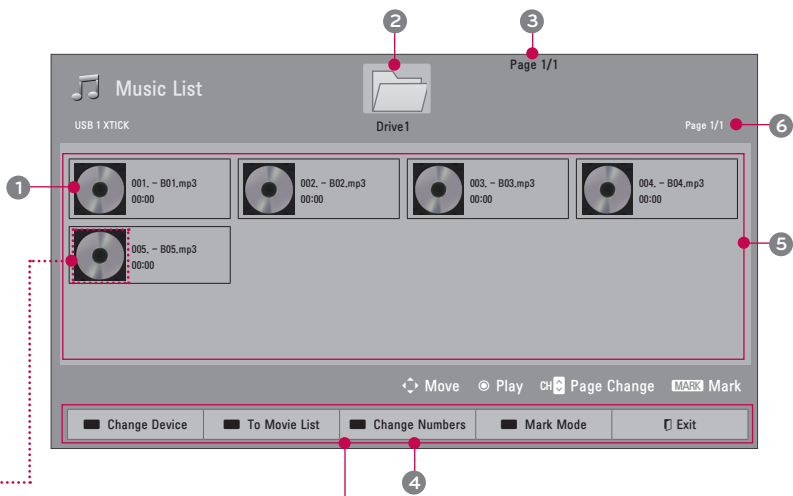 2
3
Page 1/1
Music List
USB 1 XTICK
Drive1
Page 1/1
6
1
001. - B01.mp3
00:00
002. - B02.mp3
00:00
003. - B03.mp3
00:00
004. - B04.mp3
00:00
005. - B05.mp3
00:00
5
Move
Play
CH Page Change
MARK Mark
Change Device
To Movie List
Change Numbers
Mark Mode
Exit
4